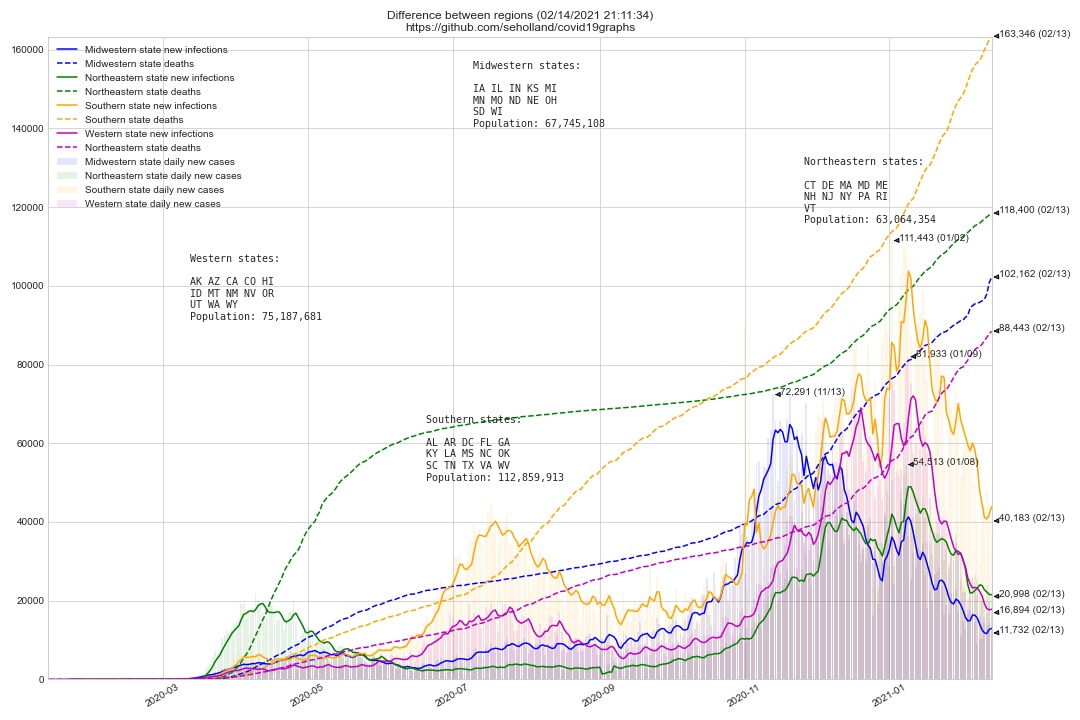 Difference between regions (02/14/2021 21:11:34)
https://github.com/seholland/covid19graphs
Midwestern state new infections
Midwestern state deaths
Northeastern state new infections
Northeastern state deaths
Southern state new infections
Southern state deaths
Western state new infections
Northeastern state deaths
Midwestern state daily new cases
Northeastern state daily new cases
Southern state daily new cases
Western state daily new cases
Midwestern states:
IA IL IN KS MI
MN MO ND NE OH
SD WI
Population: 67,745,108
Northeastern states:
CT DE MA MD ME
NH NJ NY PA RI
VT
Population: 63,064,354
Western states:
AK AZ CA CO HI
ID MT NM NV OR
UT WA WY
Population: 75,187,681
Southern states:
AL AR DC FL GA
KY LA MS NC OK
SC TN TX VA WV
Population: 112,859,913
163,346 (02/13)
118,400 (02/13)
111,443 (01/02)
102,162 (02/13)
88,443 (02/13)
81,933 (01/09)
72,291 (11/13)
54,513 (01/08)
40,183 (02/13)
20,998 (02/13)
16,894 (02/13)
11,732 (02/13)
160000
140000
120000
100000
80000
60000
40000
20000
0
2020-03
2020-05
2020-07
2020-09
2020-11
2021-01